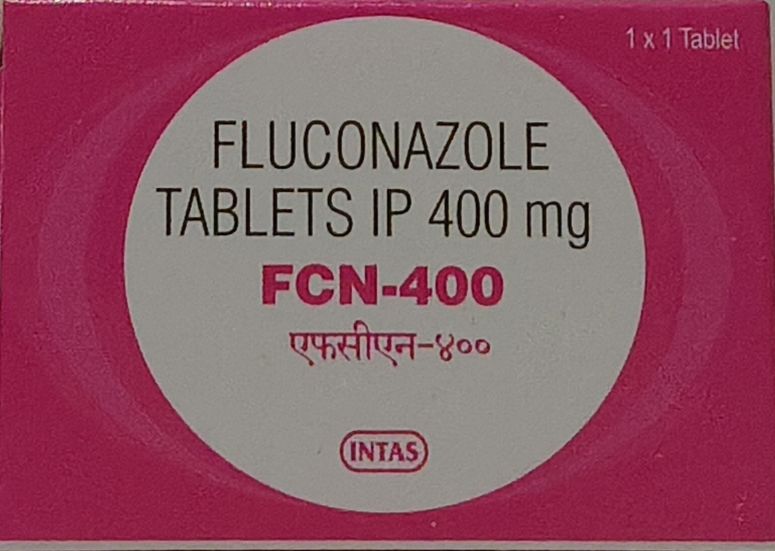 1 x 1 Tablet
FLUCONAZOLE
TABLETS IP 400 mg
FCN-400
एफसीएन-४००
INTAS